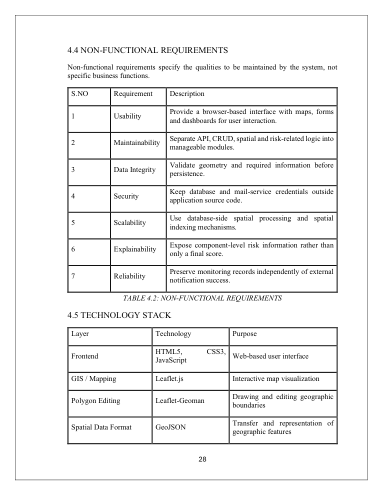 4.4 NON-FUNCTIONAL REQUIREMENTS
Non-functional requirements specify the qualities to be maintained by the system, not
specific business functions.
S.NO Requirement Description
1 Usability Provide a browser-based interface with maps, forms
and dashboards for user interaction.
2 Maintainability Separate API, CRUD, spatial and risk-related logic into
manageable modules.
3 Data Integrity Validate geometry and required information before
persistence.
4 Security Keep database and mail-service credentials outside
application source code.
5 Scalability Use database-side spatial processing and spatial
indexing mechanisms.
6 Explainability Expose component-level risk information rather than
only a final score.
7 Reliability Preserve monitoring records independently of external
notification success.
TABLE 4.2: NON-FUNCTIONAL REQUIREMENTS
4.5 TECHNOLOGY STACK
Layer Technology Purpose
Frontend HTML5, CSS3,
JavaScript Web-based user interface
GIS / Mapping Leaflet.js Interactive map visualization
Polygon Editing Leaflet-Geoman Drawing and editing geographic
boundaries
Spatial Data Format GeoJSON Transfer and representation of
geographic features
28